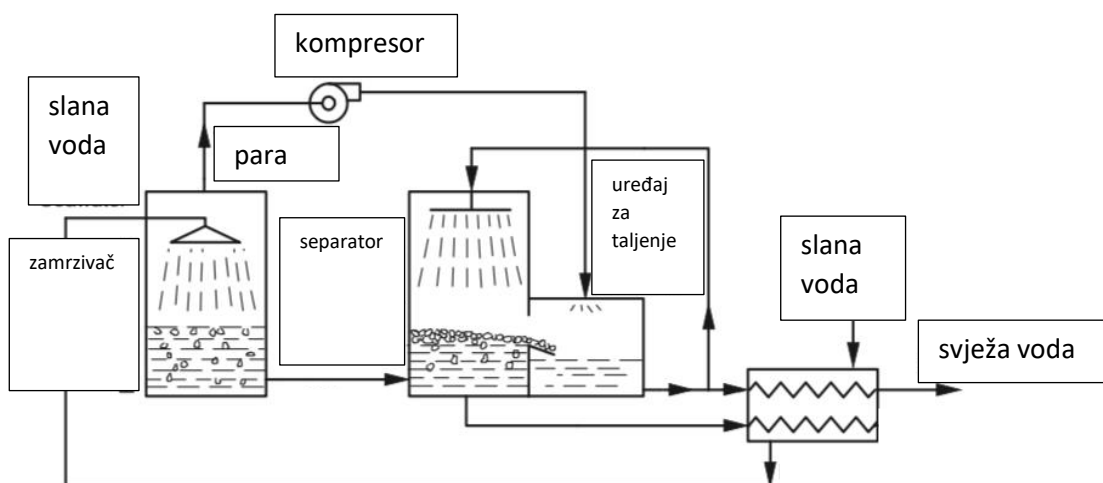 kompresor
slana
voda
para
uređaj
za
taljenje
separator
zamrzivač
slana
voda
svježa voda